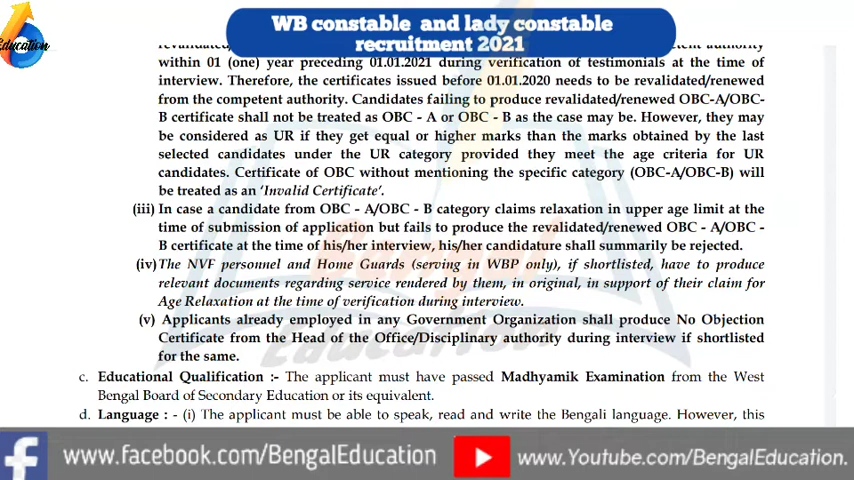 WB constable and lady constable
recruitment 2021
Education
within 01 (one) year preceding 01.01.2021 during verification of testimonials at the time of
interview. Therefore, the certificates issued before 01.01.2020 needs to be revalidated/renewed
from the competent authority. Candidates failing to produce revalidated/renewed OBC-A/OBC-
B certificate shall not be treated as OBC - A or OBC - B as the case may be. However, they may
be considered as UR if they get equal or higher marks than the marks obtained by the last
selected candidates under the UR category provided they meet the age criteria for UR
candidates. Certificate of OBC without mentioning the specific category (OBC-A/OBC-B) will
be treated as an ‘Invalid Certificate’.
(iii) In case a candidate from OBC - A/OBC - B category claims relaxation in upper age limit at the
time of submission of application but fails to produce the revalidated/renewed OBC - A/OBC -
B certificate at the time of his/her interview, his/her candidature shall summarily be rejected.
(iv) The NVF personnel and Home Guards (serving in WBP only), if shortlisted, have to produce
relevant documents regarding service rendered by them, in original, in support of their claim for
Age Relaxation at the time of verification during interview.
(v) Applicants already employed in any Government Organization shall produce No Objection
Certificate from the Head of the Office/Disciplinary authority during interview if shortlisted
for the same.
c. Educational Qualification :- The applicant must have passed Madhyamik Examination from the West
Bengal Board of Secondary Education or its equivalent.
d. Language : - (i) The applicant must be able to speak, read and write the Bengali language. However, this
Bengal
Education
www.facebook.com/BengalEducation
www.Youtube.com/BengalEducation.